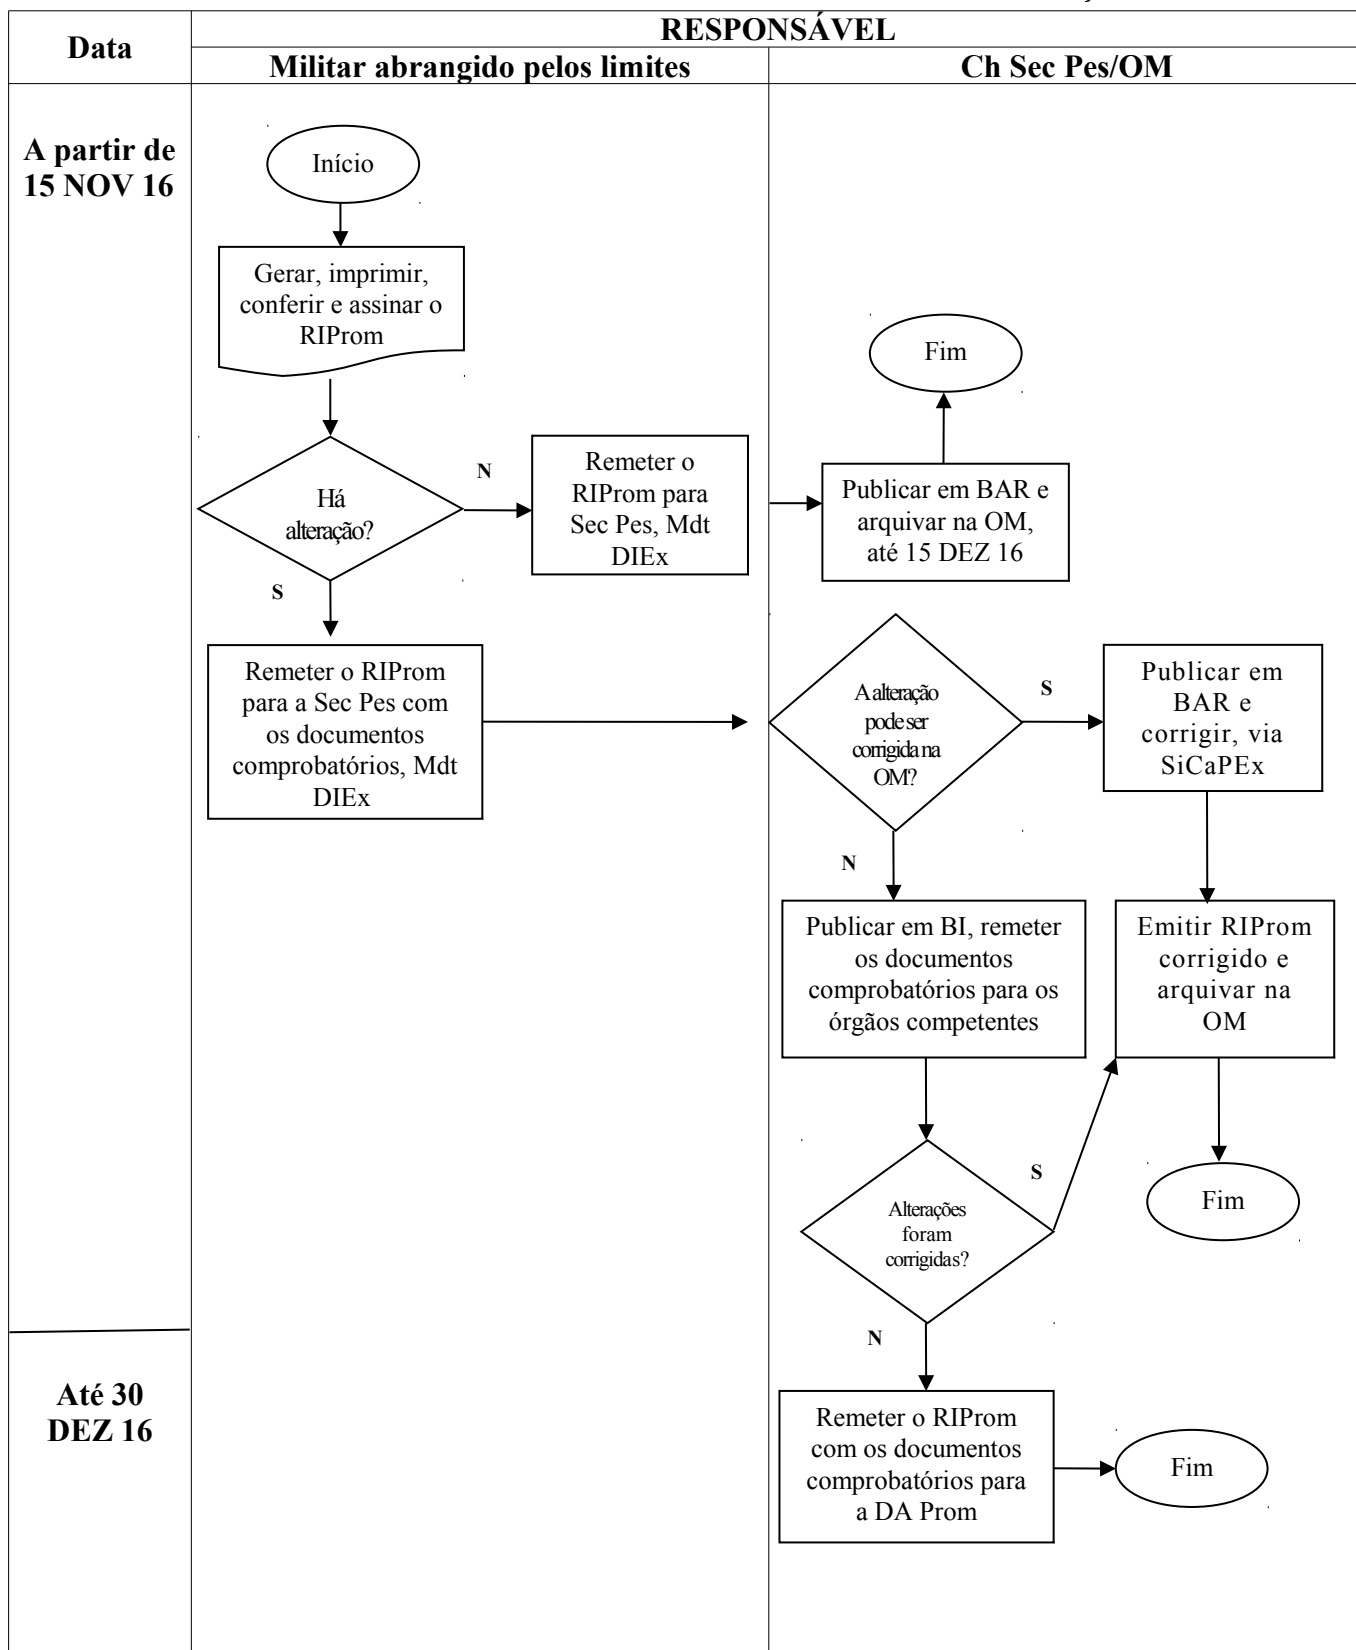 RESPONSÁVEL
Data
Militar abrangido pelos limites
Ch Sec Pes/OM
A partir de
15 NOV 16
Início
Gerar, imprimir,
conferir e assinar o
RIProm
Fim
Há
alteração?
N
Remeter o
RIProm para
Sec Pes, Mdt
DIEx
Publicar em BAR e
arquivar na OM,
até 15 DEZ 16
S
Remeter o RIProm
para a Sec Pes com
os documentos
comprobatórios, Mdt
DIEx
A alteração
pode ser
corrigida na
OM?
S
Publicar em
BAR e
corrigir, via
SiCaPEx
N
Publicar em BI, remeter
os documentos
comprobatórios para os
órgãos competentes
Emitir RIProm
corrigido e
arquivar na
OM
Alterações
foram
corrigidas?
S
Fim
N
Até 30
DEZ 16
Remeter o RIProm
com os documentos
comprobatórios para
a DA Prom
Fim